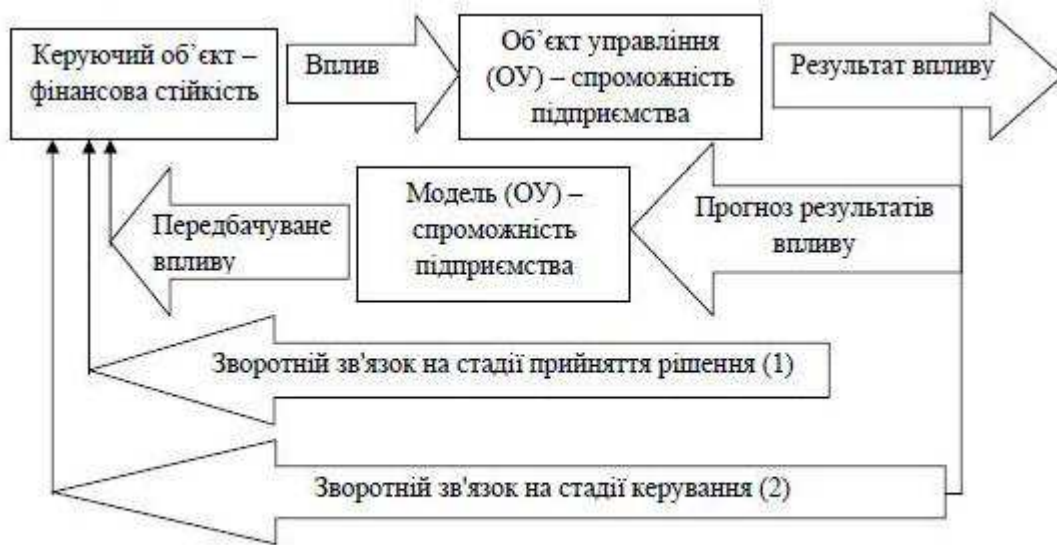 Керуючий об’єкт –
фінансова стійкість
Вплив
Об’єкт управління
(ОУ) – спроможність
підприємства
Результат впливу
Передбачуване
впливу
Модель (ОУ) –
спроможність
підприємства
Прогноз результатів
впливу
Зворотній зв'язок на стадії прийняття рішення (1)
Зворотній зв'язок на стадії керування (2)